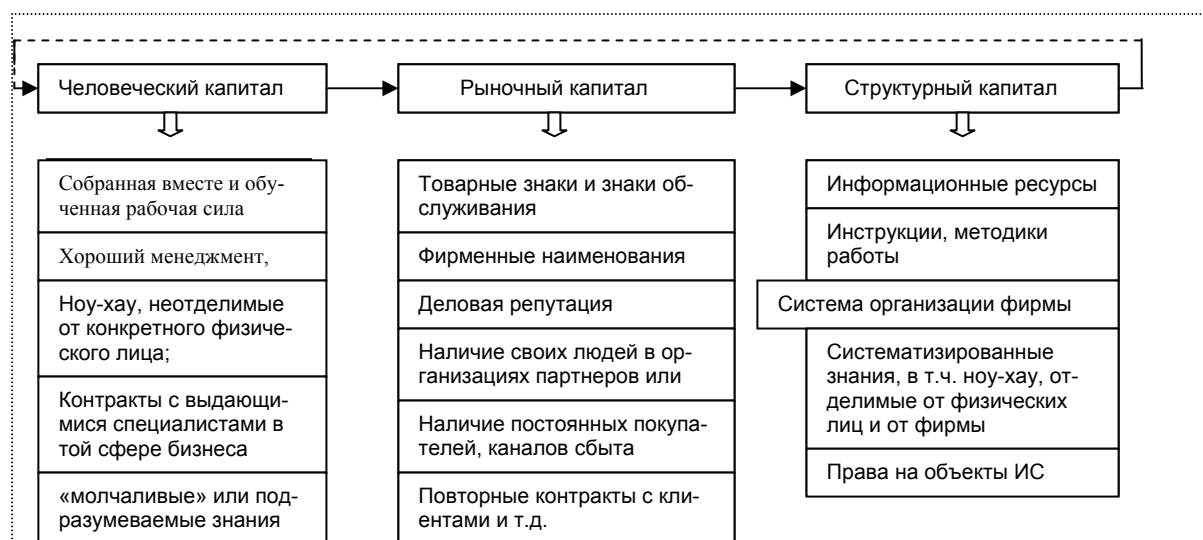 Человеческий капитал
Рыночный капитал
Структурный капитал
Собранная вместе и обу-
ченная рабочая сила
Хороший менеджмент,
Ноу-хау, неотделимые
от конкретного физиче-
ского лица;
Контракты с выдающи-
мися специалистами в
той сфере бизнеса
«молчаливые» или под-
разумеваемые знания
Товарные знаки и знаки об-
служивания
Фирменные наименования
Деловая репутация
Наличие своих людей в ор-
ганизациях партнеров или
Наличие постоянных покупа-
телей, каналов сбыта
Повторные контракты с кли-
ентами и т.д.
Информационные ресурсы
Инструкции, методики
работы
Система организации фирмы
Систематизированные
знания, в т.ч. ноу-хау, от-
делимые от физических
лиц и от фирмы
Права на объекты ИС